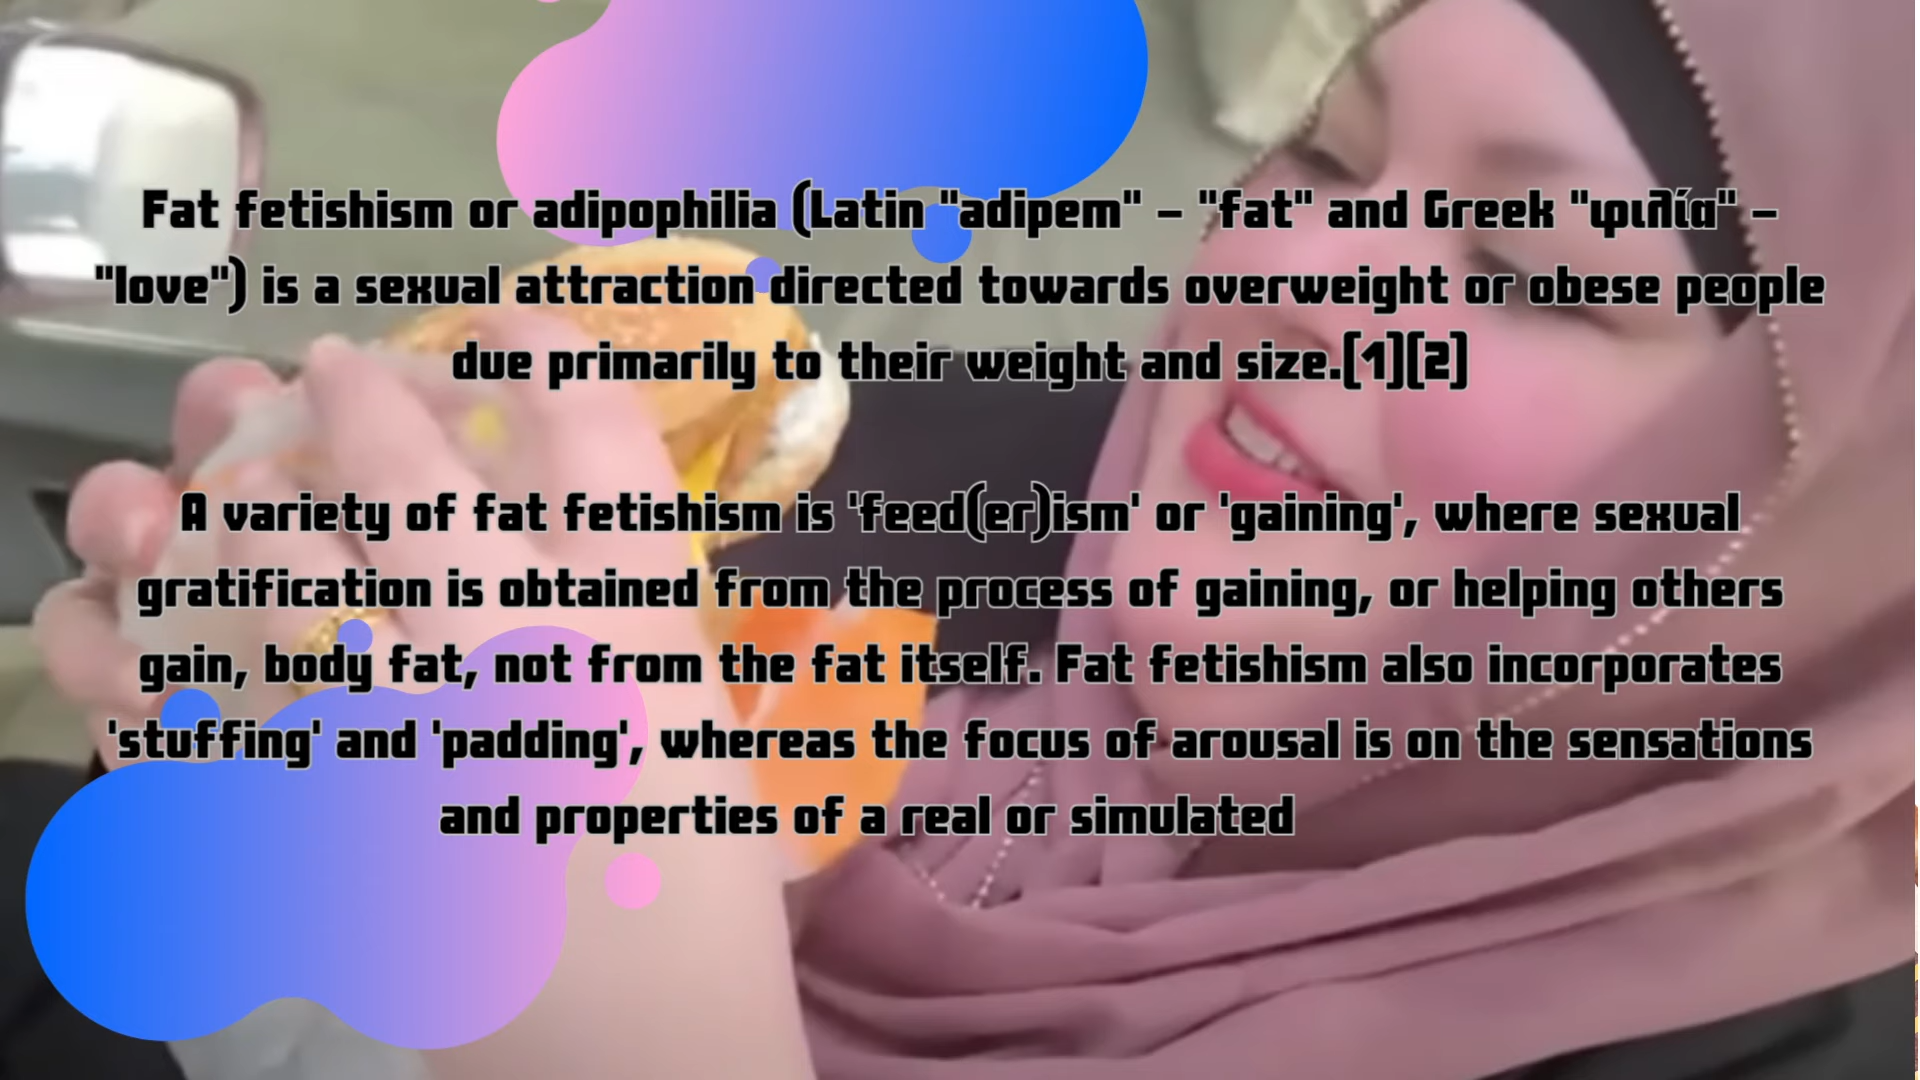 Fat fetishism or adipophilia (Latin "adipem" – "fat" and Greek "φιλία" –
"love") is a sexual attraction directed towards overweight or obese people
due primarily to their weight and size.[1][2]
A variety of fat fetishism is 'feed(er)ism' or 'gaining', where sexual
gratification is obtained from the process of gaining, or helping others
gain, body fat, not from the fat itself. Fat fetishism also incorporates
'stuffing' and 'padding', whereas the focus of arousal is on the sensations
and properties of a real or simulated